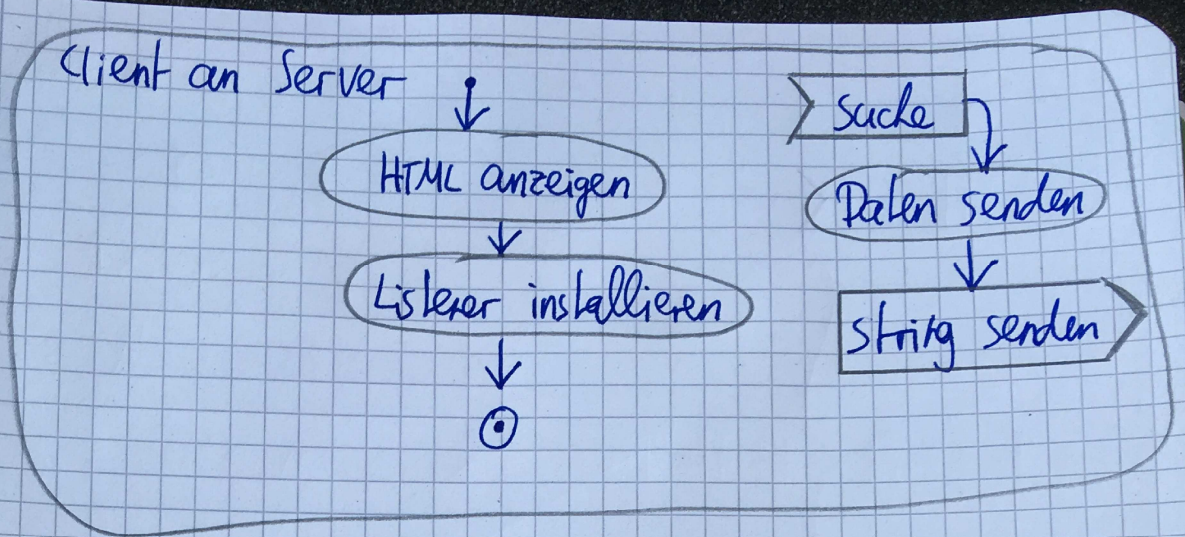 Client an Server
HTML anzeigen
Listener installieren
Suche
Daten senden
String senden